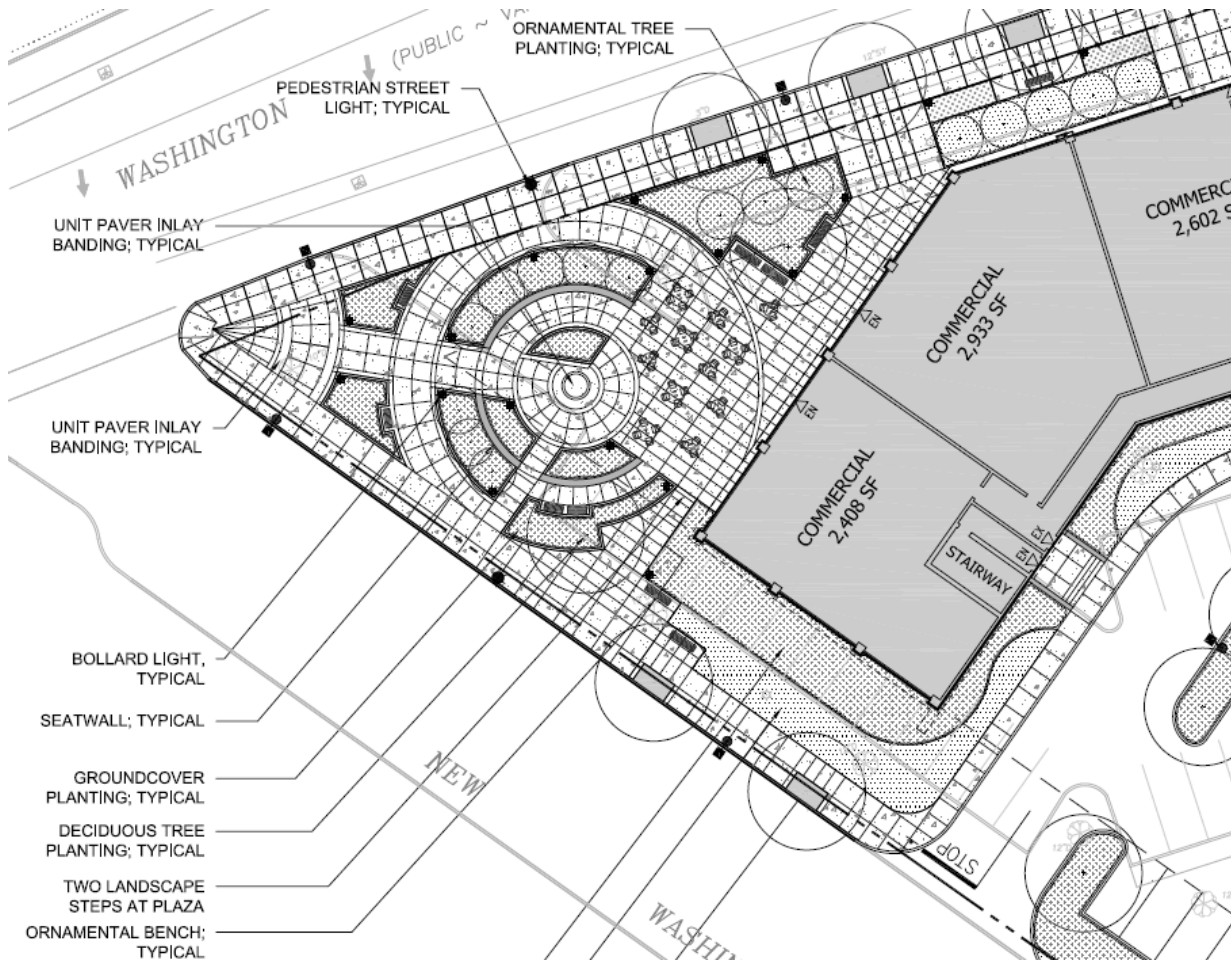 ORNAMENTAL TREE
PLANTING; TYPICAL
(PUBLIC ~
PEDESTRIAN STREET
LIGHT; TYPICAL
WASHINGTON
UNIT PAVER INLAY
BANDING; TYPICAL
COMMERCIAL
2,933 SF
2,602
EN
UNIT PAVER INLAY
BANDING; TYPICAL
EN
COMMERCIAL
2,408 SF
EX
EN
STAIRWAY
BOLLARD LIGHT,
TYPICAL
SEATWALL; TYPICAL
GROUNDCOVER
PLANTING; TYPICAL
NEW
DECIDUOUS TREE
PLANTING; TYPICAL
STOP
TWO LANDSCAPE
STEPS AT PLAZA
ORNAMENTAL BENCH;
TYPICAL